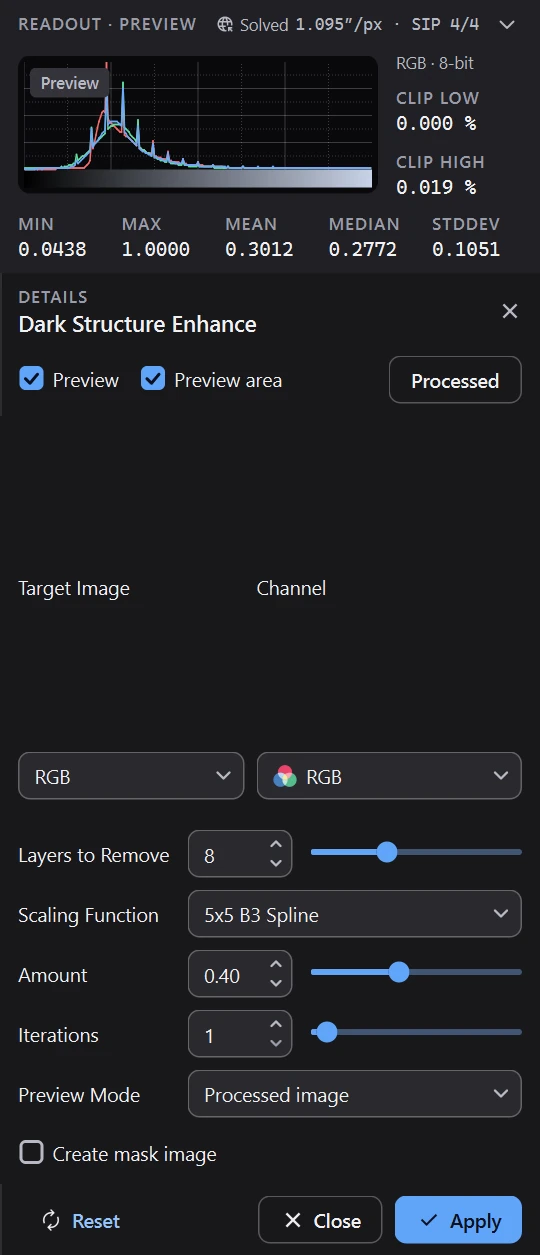 READOUT · PREVIEW Solved 1.095"/px · SIP 4/4
Preview
RGB · 8-bit
CLIP LOW
0.000 %
CLIP HIGH
0.019 %
MIN MAX MEAN MEDIAN STDDEV
0.0438 1.0000 0.3012 0.2772 0.1051
DETAILS
Dark Structure Enhance
Preview Preview area Processed
Target Image Channel
RGB RGB
Layers to Remove 8
Scaling Function 5x5 B3 Spline
Amount 0.40
Iterations 1
Preview Mode Processed image
Create mask image
Reset Close Apply